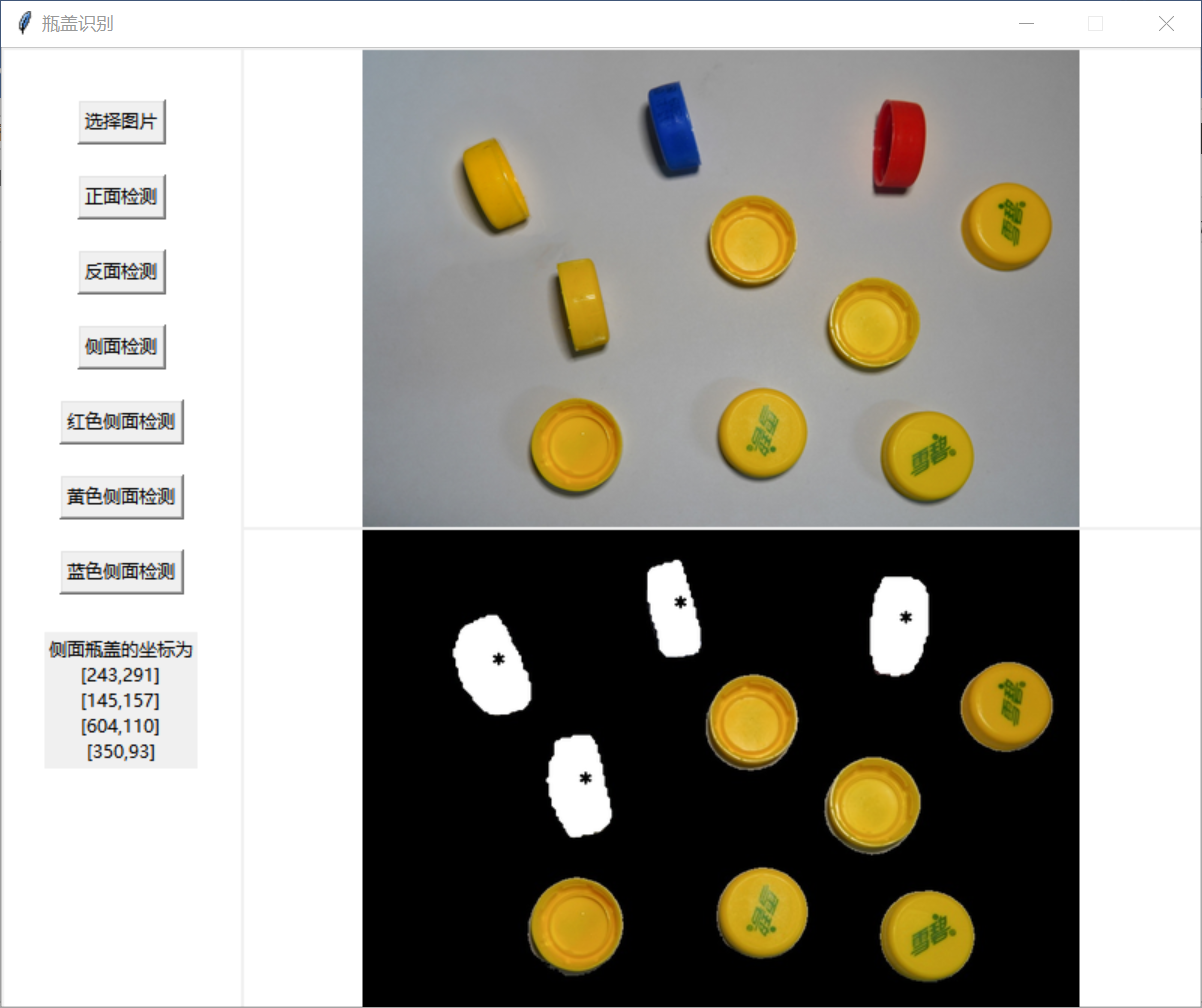 瓶盖识别
选择图片
正面检测
反面检测
侧面检测
红色侧面检测
黄色侧面检测
蓝色侧面检测
侧面瓶盖的坐标为
[243,291]
[145,157]
[604,110]
[350,93]